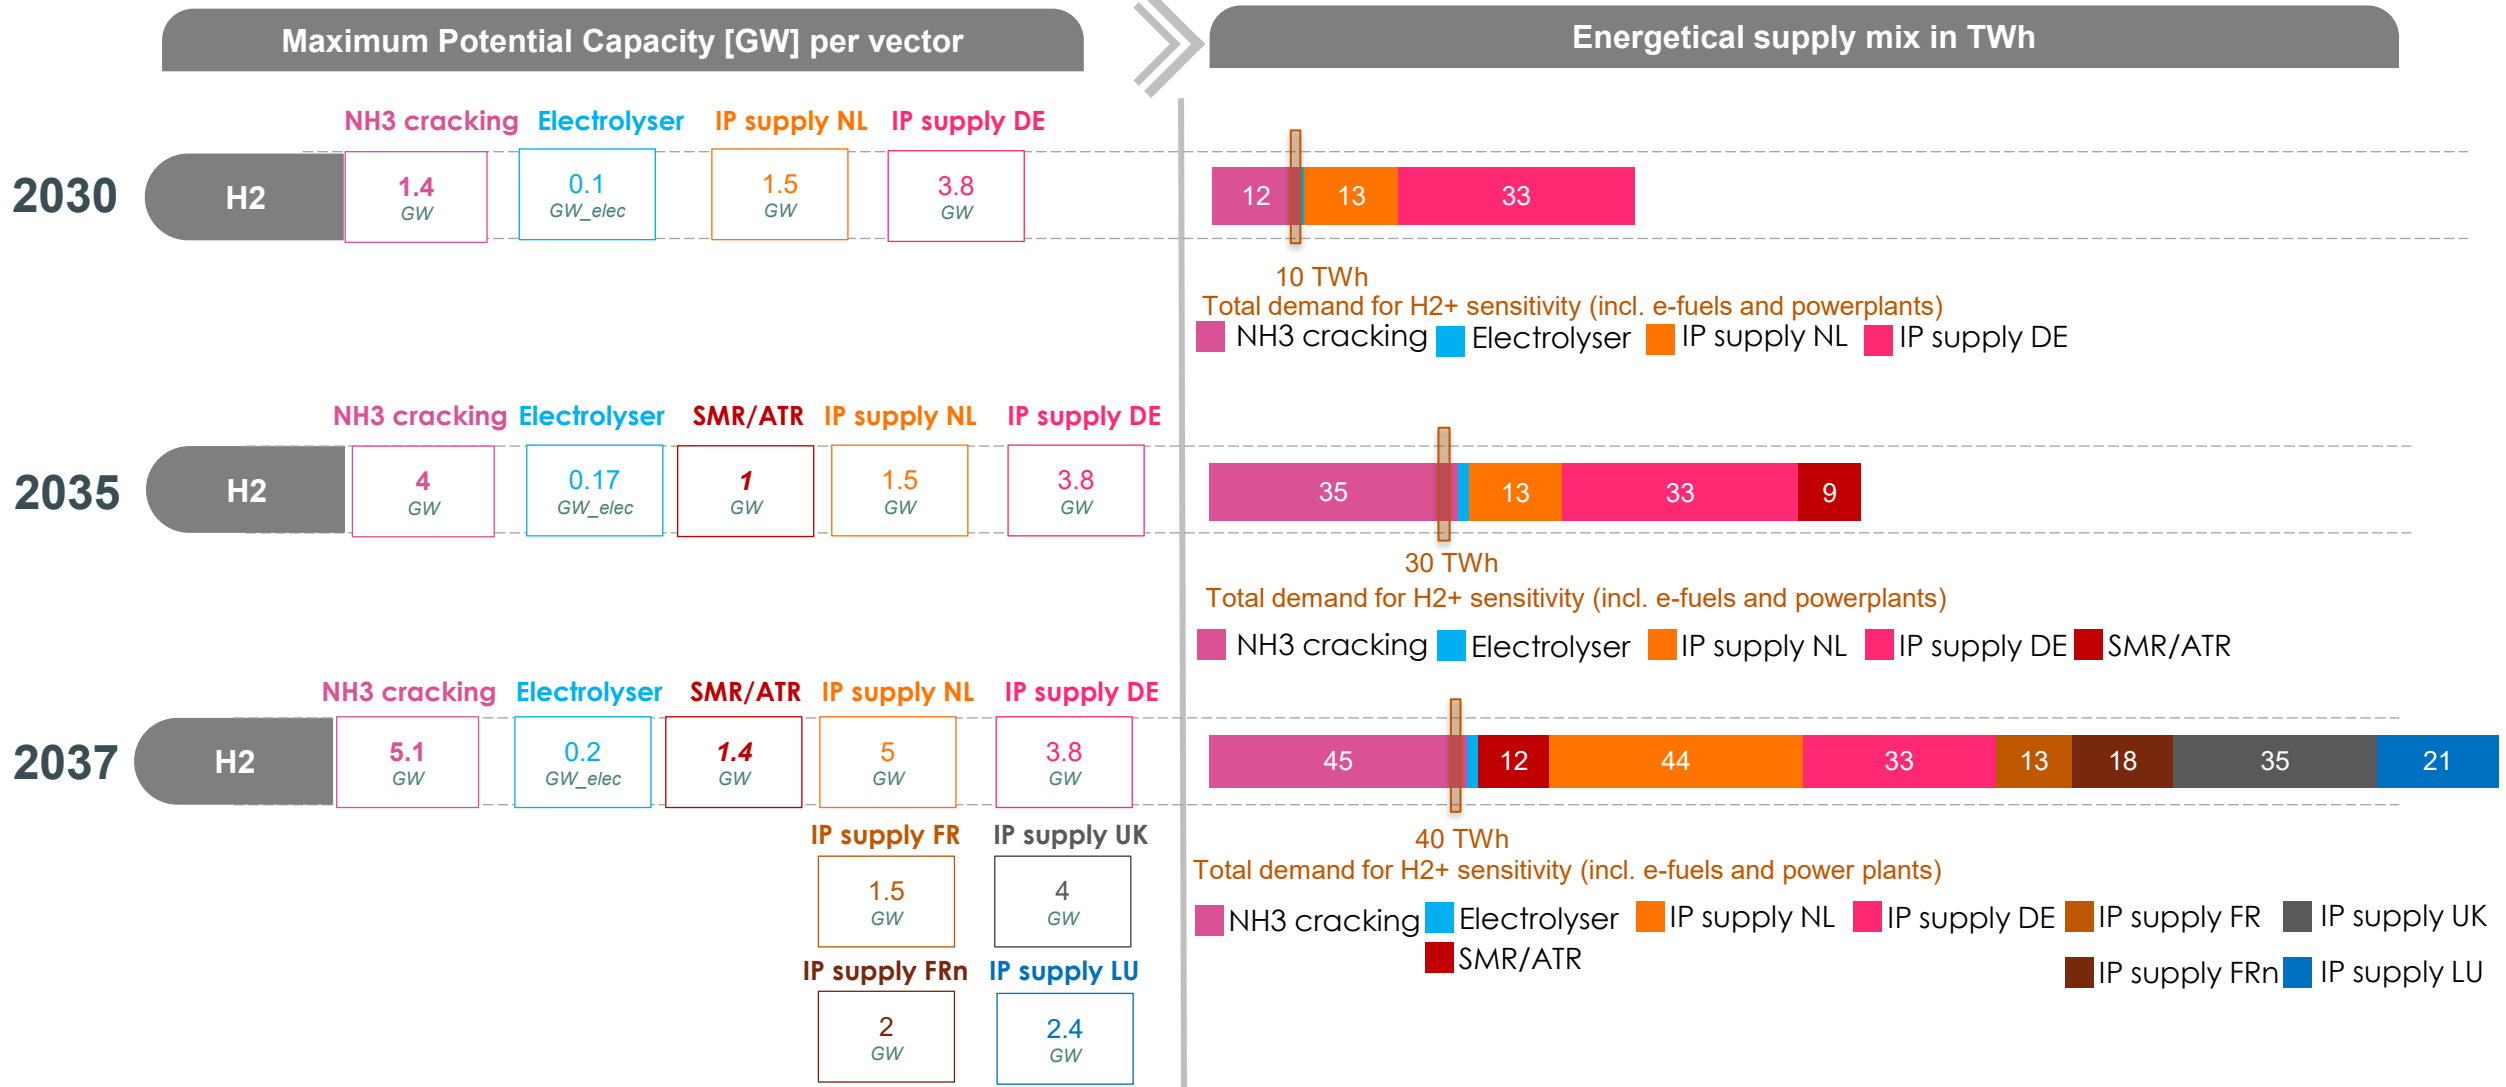 Maximum Potential Capacity [GW] per vector
Energetical supply mix in TWh
NH3 cracking Electrolyser IP supply NL IP supply DE
2030 H2 1.4 GW 0.1 GW_elec 1.5 GW 3.8 GW
12 13 33
10 TWh
Total demand for H2+ sensitivity (incl. e-fuels and powerplants)
NH3 cracking Electrolyser IP supply NL IP supply DE
NH3 cracking Electrolyser SMR/ATR IP supply NL IP supply DE
2035 H2 4 GW 0.17 GW_elec 1 GW 1.5 GW 3.8 GW
35 13 33 9
30 TWh
Total demand for H2+ sensitivity (incl. e-fuels and powerplants)
NH3 cracking Electrolyser IP supply NL IP supply DE SMR/ATR
NH3 cracking Electrolyser SMR/ATR IP supply NL IP supply DE
2037 H2 5.1 GW 0.2 GW_elec 1.4 GW 5 GW 3.8 GW
45 12 44 33 13 18 35 21
IP supply FR IP supply UK
1.5 GW 4 GW
IP supply FRn IP supply LU
2 GW 2.4 GW
40 TWh
Total demand for H2+ sensitivity (incl. e-fuels and power plants)
NH3 cracking Electrolyser IP supply NL IP supply DE IP supply FR IP supply UK
SMR/ATR IP supply FRn IP supply LU